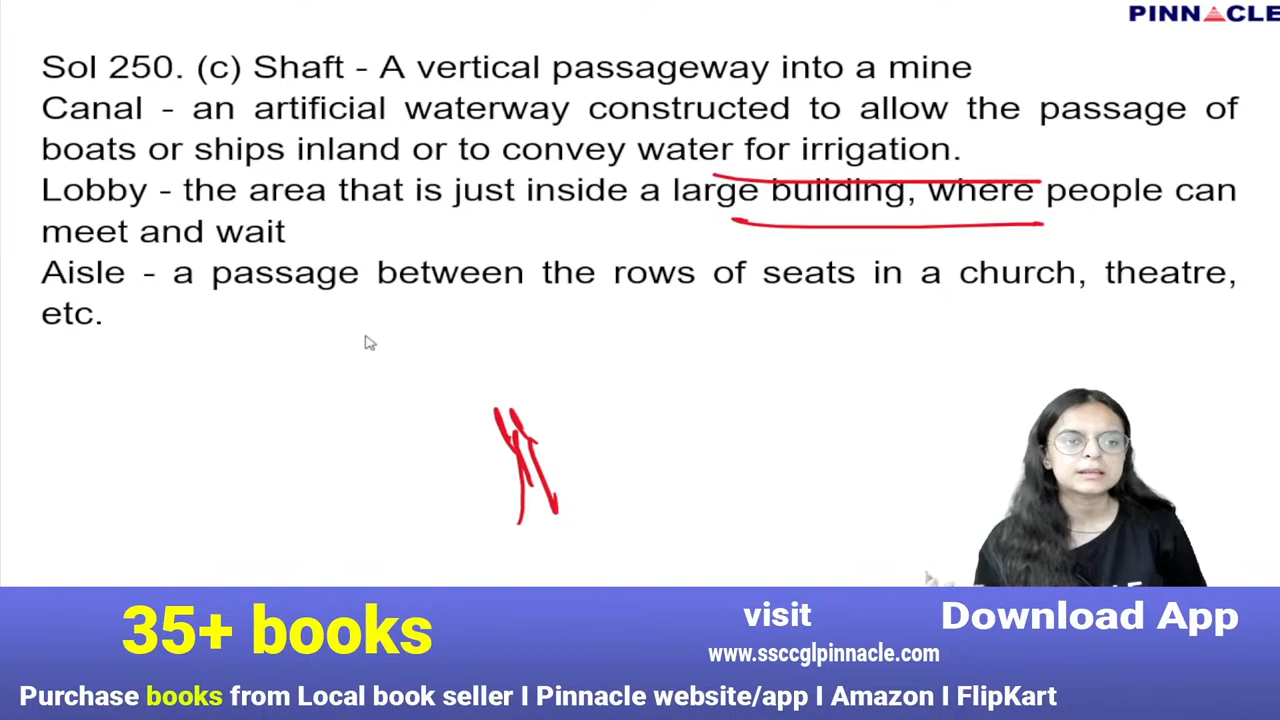 PINNACLE
Sol 250. (c) Shaft - A vertical passageway into a mine
Canal - an artificial waterway constructed to allow the passage of
boats or ships inland or to convey water for irrigation.
Lobby - the area that is just inside a large building, where people can
meet and wait
Aisle - a passage between the rows of seats in a church, theatre,
etc.
35+ books
visit
www.ssccglpinnacle.com
Download App
Purchase books from Local book seller I Pinnacle website/app I Amazon I FlipKart